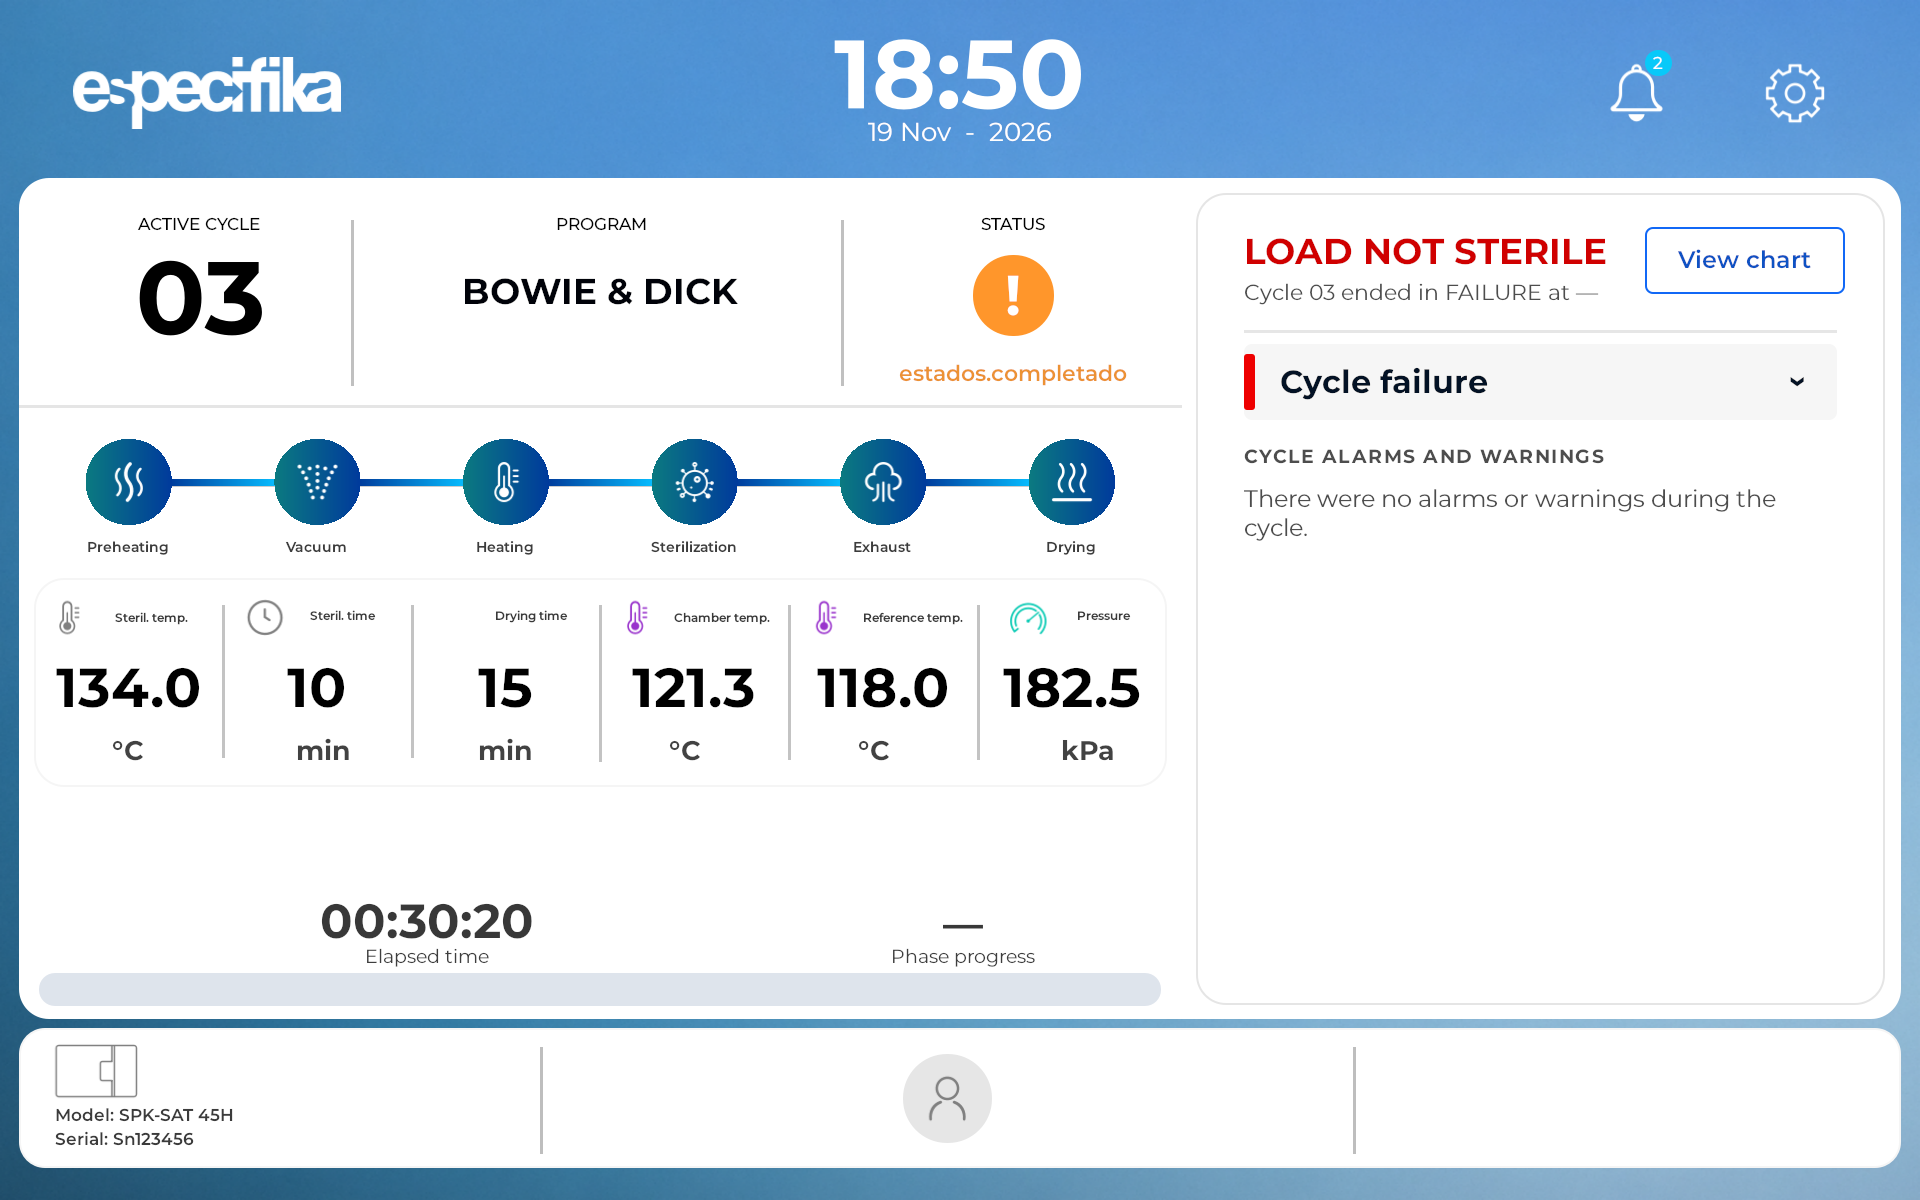 especifika
18:50
19 Nov - 2026
2
ACTIVE CYCLE
03
PROGRAM
BOWIE & DICK
STATUS
!
estados.completado
Preheating
Vacuum
Heating
Sterilization
Exhaust
Drying
Steril. temp.
134.0
°C
Steril. time
10
min
Drying time
15
min
Chamber temp.
121.3
°C
Reference temp.
118.0
°C
Pressure
182.5
kPa
00:30:20
Elapsed time
—
Phase progress
LOAD NOT STERILE
Cycle 03 ended in FAILURE at —
View chart
Cycle failure
CYCLE ALARMS AND WARNINGS
There were no alarms or warnings during the
cycle.
Model: SPK-SAT 45H
Serial: Sn123456